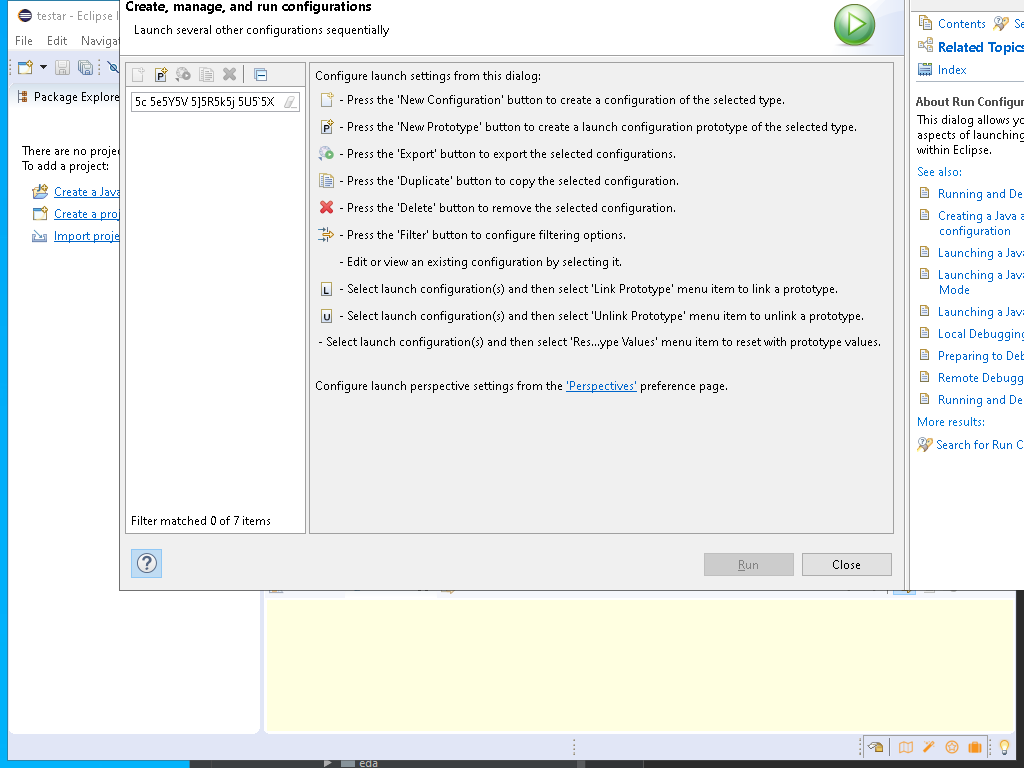 testar - Eclipse I
File Edit Naviga
Package Explore
There are no proje
To add a project:
Create a Java
Create a proj
Import proje
Create, manage, and run configurations
Launch several other configurations sequentially
5c 5e5Y5V 5]5R5k5j 5U5`5X
Filter matched 0 of 7 items
Configure launch settings from this dialog:
- Press the 'New Configuration' button to create a configuration of the selected type.
- Press the 'New Prototype' button to create a launch configuration prototype of the selected type.
- Press the 'Export' button to export the selected configurations.
- Press the 'Duplicate' button to copy the selected configuration.
- Press the 'Delete' button to remove the selected configuration.
- Press the 'Filter' button to configure filtering options.
- Edit or view an existing configuration by selecting it.
L - Select launch configuration(s) and then select 'Link Prototype' menu item to link a prototype.
U - Select launch configuration(s) and then select 'Unlink Prototype' menu item to unlink a prototype.
- Select launch configuration(s) and then select 'Res...ype Values' menu item to reset with prototype values.
Configure launch perspective settings from the 'Perspectives' preference page.
Run
Close
Contents Se
Related Topics
Index
About Run Configur
This dialog allows yo
aspects of launching
within Eclipse.
See also:
Running and De
Creating a Java a
configuration
Launching a Java
Launching a Java
Mode
Launching a Java
Local Debugging
Preparing to Deb
Remote Debugg
Running and De
More results:
Search for Run C
eda